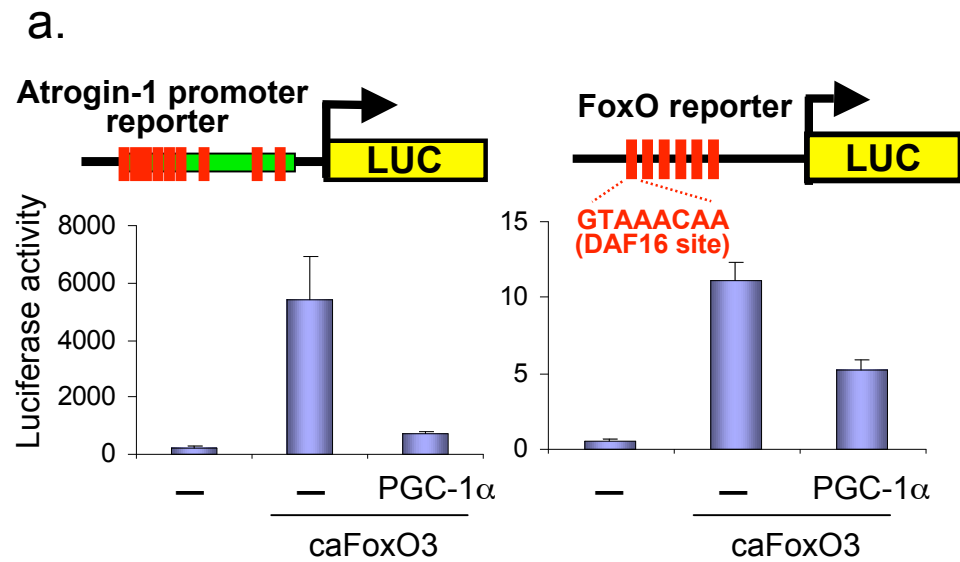 a.
Atrogin-1 promoter
reporter
LUC
FoxO reporter
LUC
GTAAACAA
(DAF16 site)
Luciferase activity
8000
6000
4000
2000
0
–
–
PGC-1α
caFoxO3
15
10
5
0
–
–
PGC-1α
caFoxO3